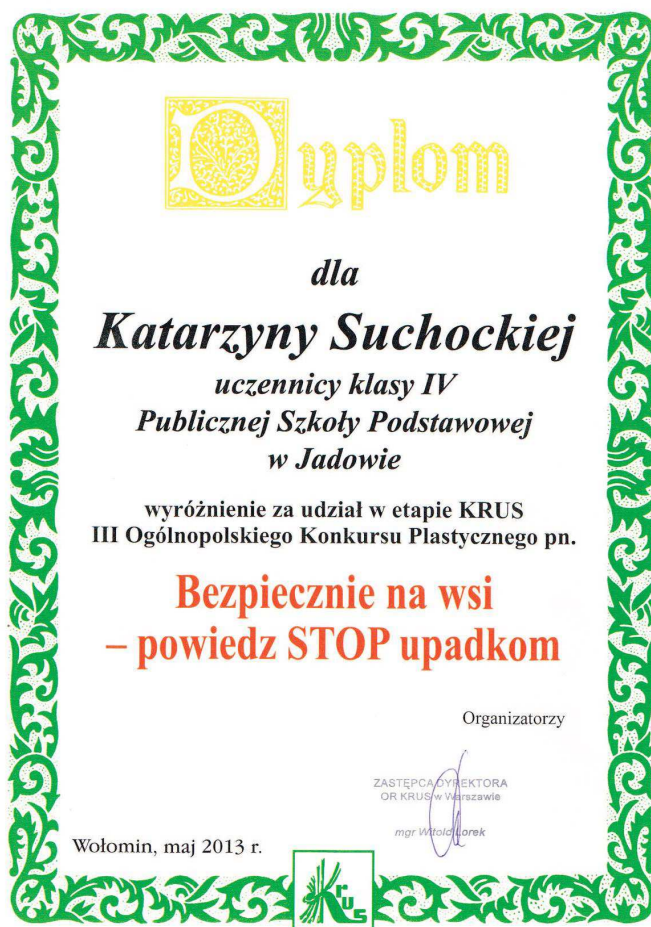 Dyplom
dla
Katarzyny Suchockiej
uczennicy klasy IV
Publicznej Szkoły Podstawowej
w Jadowie
wyróżnienie za udział w etapie KRUS
III Ogólnopolskiego Konkursu Plastycznego pn.
Bezpiecznie na wsi
– powiedz STOP upadkom
Organizatorzy
ZASTĘPCA DYREKTORA
OR KRUS w Warszawie
mgr Witold Lorek
Wołomin, maj 2013 r.
Krus